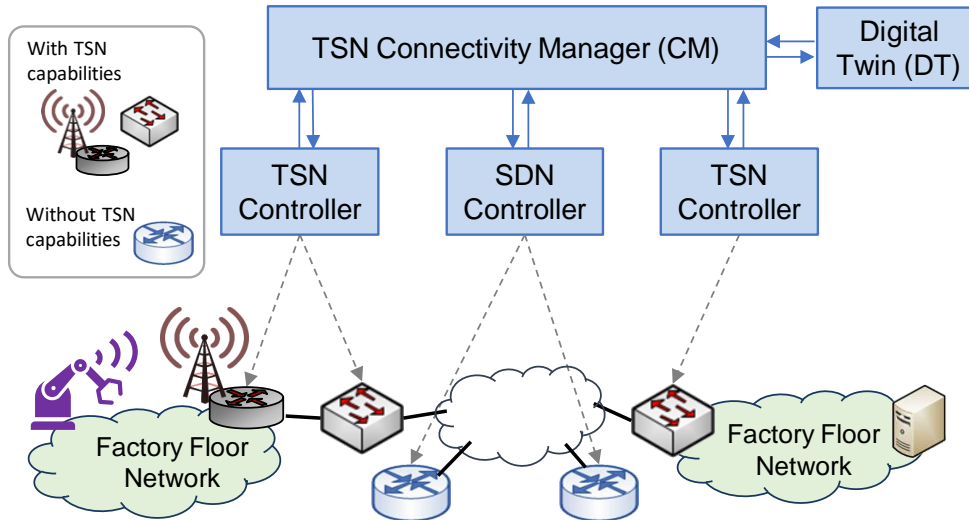 With TSN
capabilities
Without TSN
capabilities
TSN Connectivity Manager (CM)
Digital
Twin (DT)
TSN
Controller
SDN
Controller
TSN
Controller
Factory Floor
Network
Factory Floor
Network